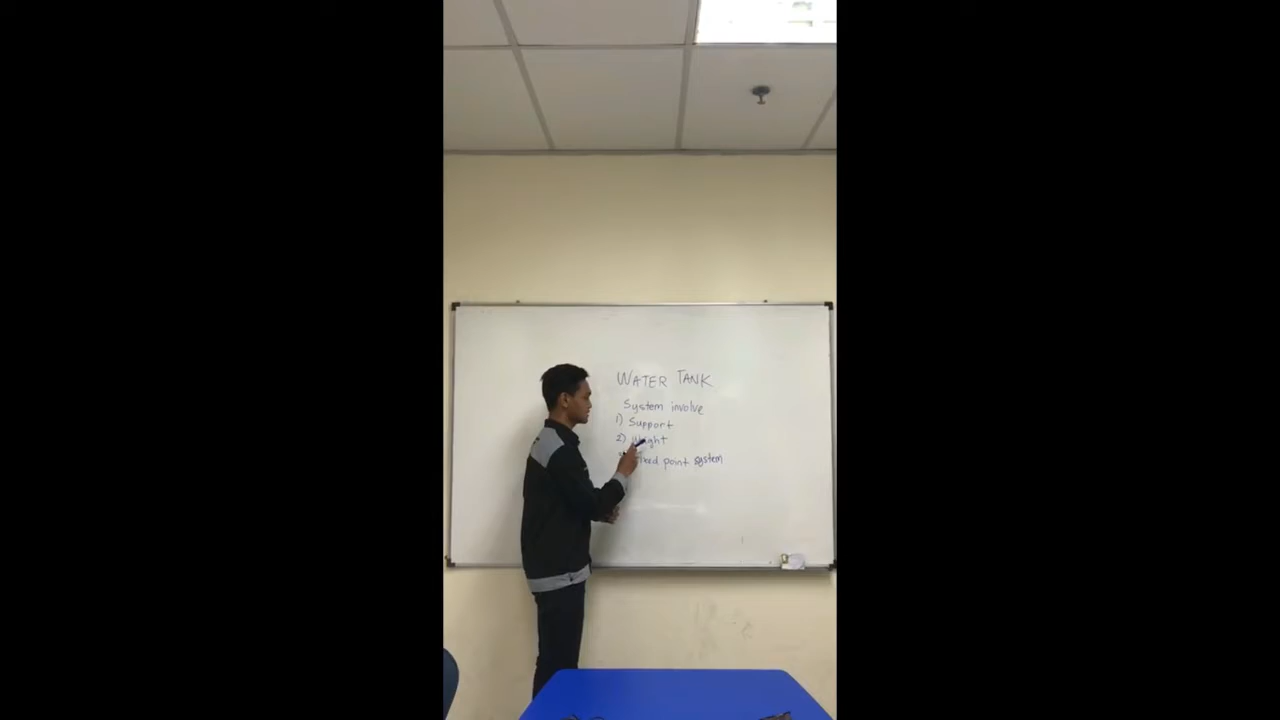 WATER TANK
System involve
1) Support
2) Weight
point system